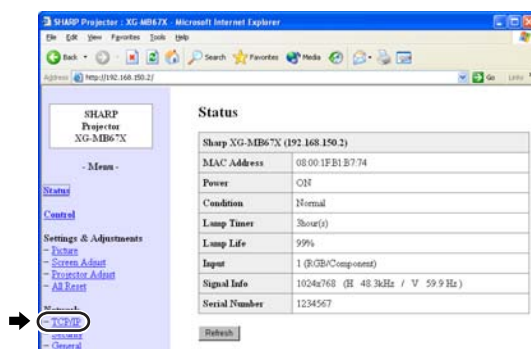 SHARP Projector : XG-MB67X - Microsoft Internet Explorer
File Edit View Favorites Tools Help
Back Search Favorites Media
Address http://192.168.150.2/ Go Links
SHARP
Projector
XG-MB67X
- Menu -
Status
Control
Settings & Adjustments
- Picture
- Screen Adjust
- Projector Adjust
- All Reset
Network
- TCP/IP
- Security
- General
Status
Sharp XG-MB67X (192.168.150.2)
MAC Address 08:00:1F:B1:B7:74
Power ON
Condition Normal
Lamp Timer 3hour(s)
Lamp Life 99%
Input 1 (RGB/Component)
Signal Info 1024x768 (H 48.3kHz / V 59.9 Hz)
Serial Number 1234567
Refresh